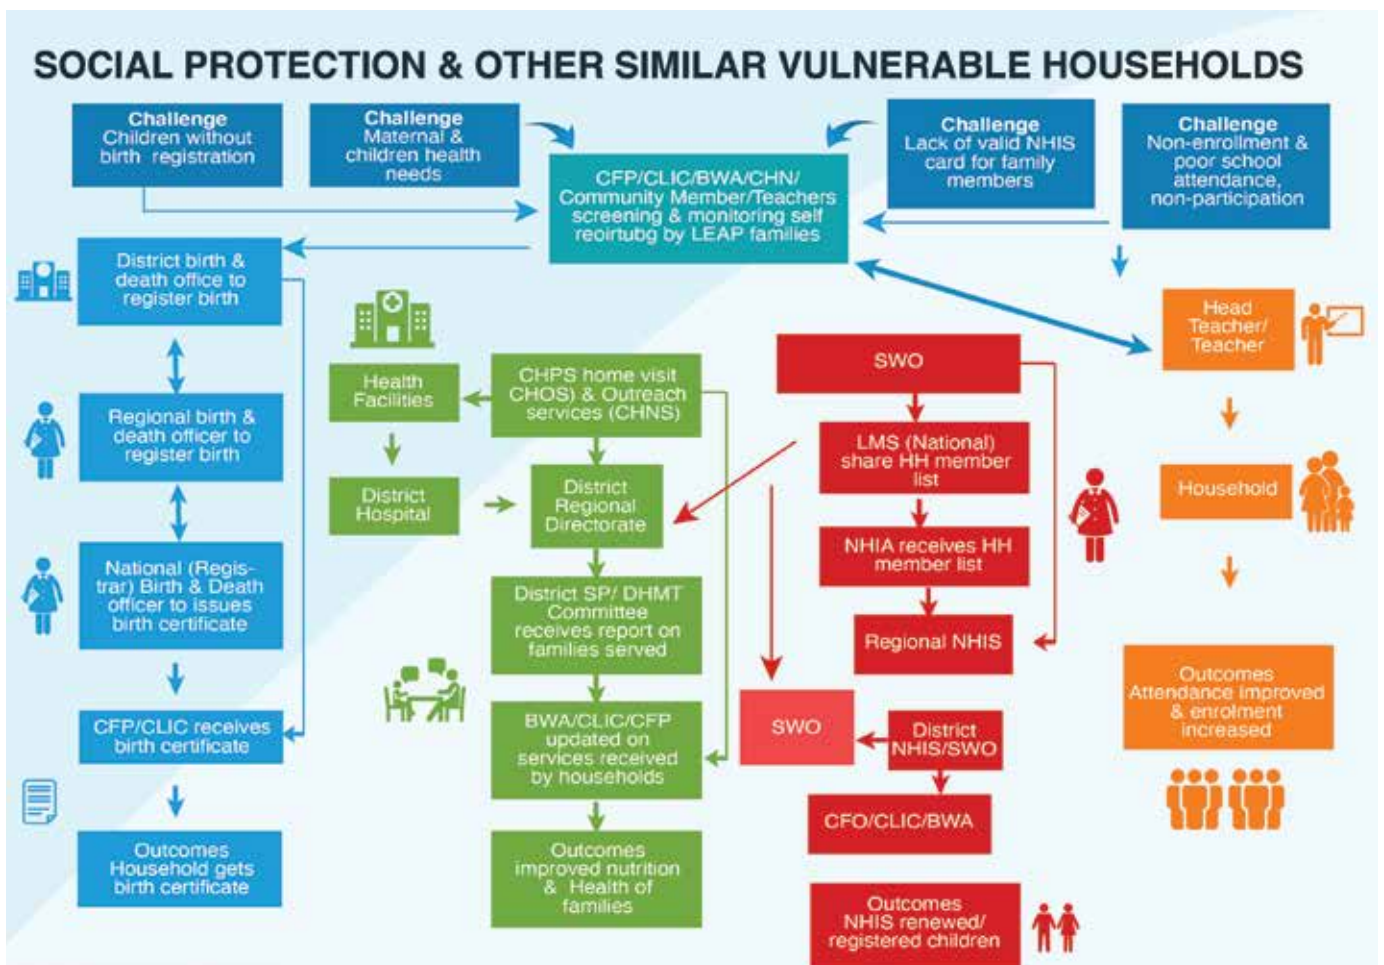 SOCIAL PROTECTION & OTHER SIMILAR VULNERABLE HOUSEHOLDS
Challenge
Children without
birth registration
Challenge
Maternal &
children health
needs
Challenge
Lack of valid NHIS
card for family
members
Challenge
Non-enrollment &
poor school
attendance,
non-participation
CFP/CLIC/BWA/CHN/
Community Member/Teachers
screening & monitoring self
reoirtubg by LEAP families
District birth &
death office to
register birth
Regional birth &
death officer to
register birth
National (Regis-
trar) Birth & Death
officer to issues
birth certificate
CFP/CLIC receives
birth certificate
Outcomes
Household gets
birth certificate
Health
Facilities
District
Hospital
CHPS home visit
CHOS) & Outreach
services (CHNS)
District
Regional
Directorate
District SP/ DHMT
Committee
receives report on
families served
BWA/CLIC/CFP
updated on
services received
by households
Outcomes
improved nutrition
& Health of
families
SWO
LMS (National)
share HH member
list
NHIA receives HH
member list
Regional NHIS
SWO
District
NHIS/SWO
CFO/CLIC/BWA
Outcomes
NHIS renewed/
registered children
Head
Teacher/
Teacher
Household
Outcomes
Attendance improved
& enrolment
increased